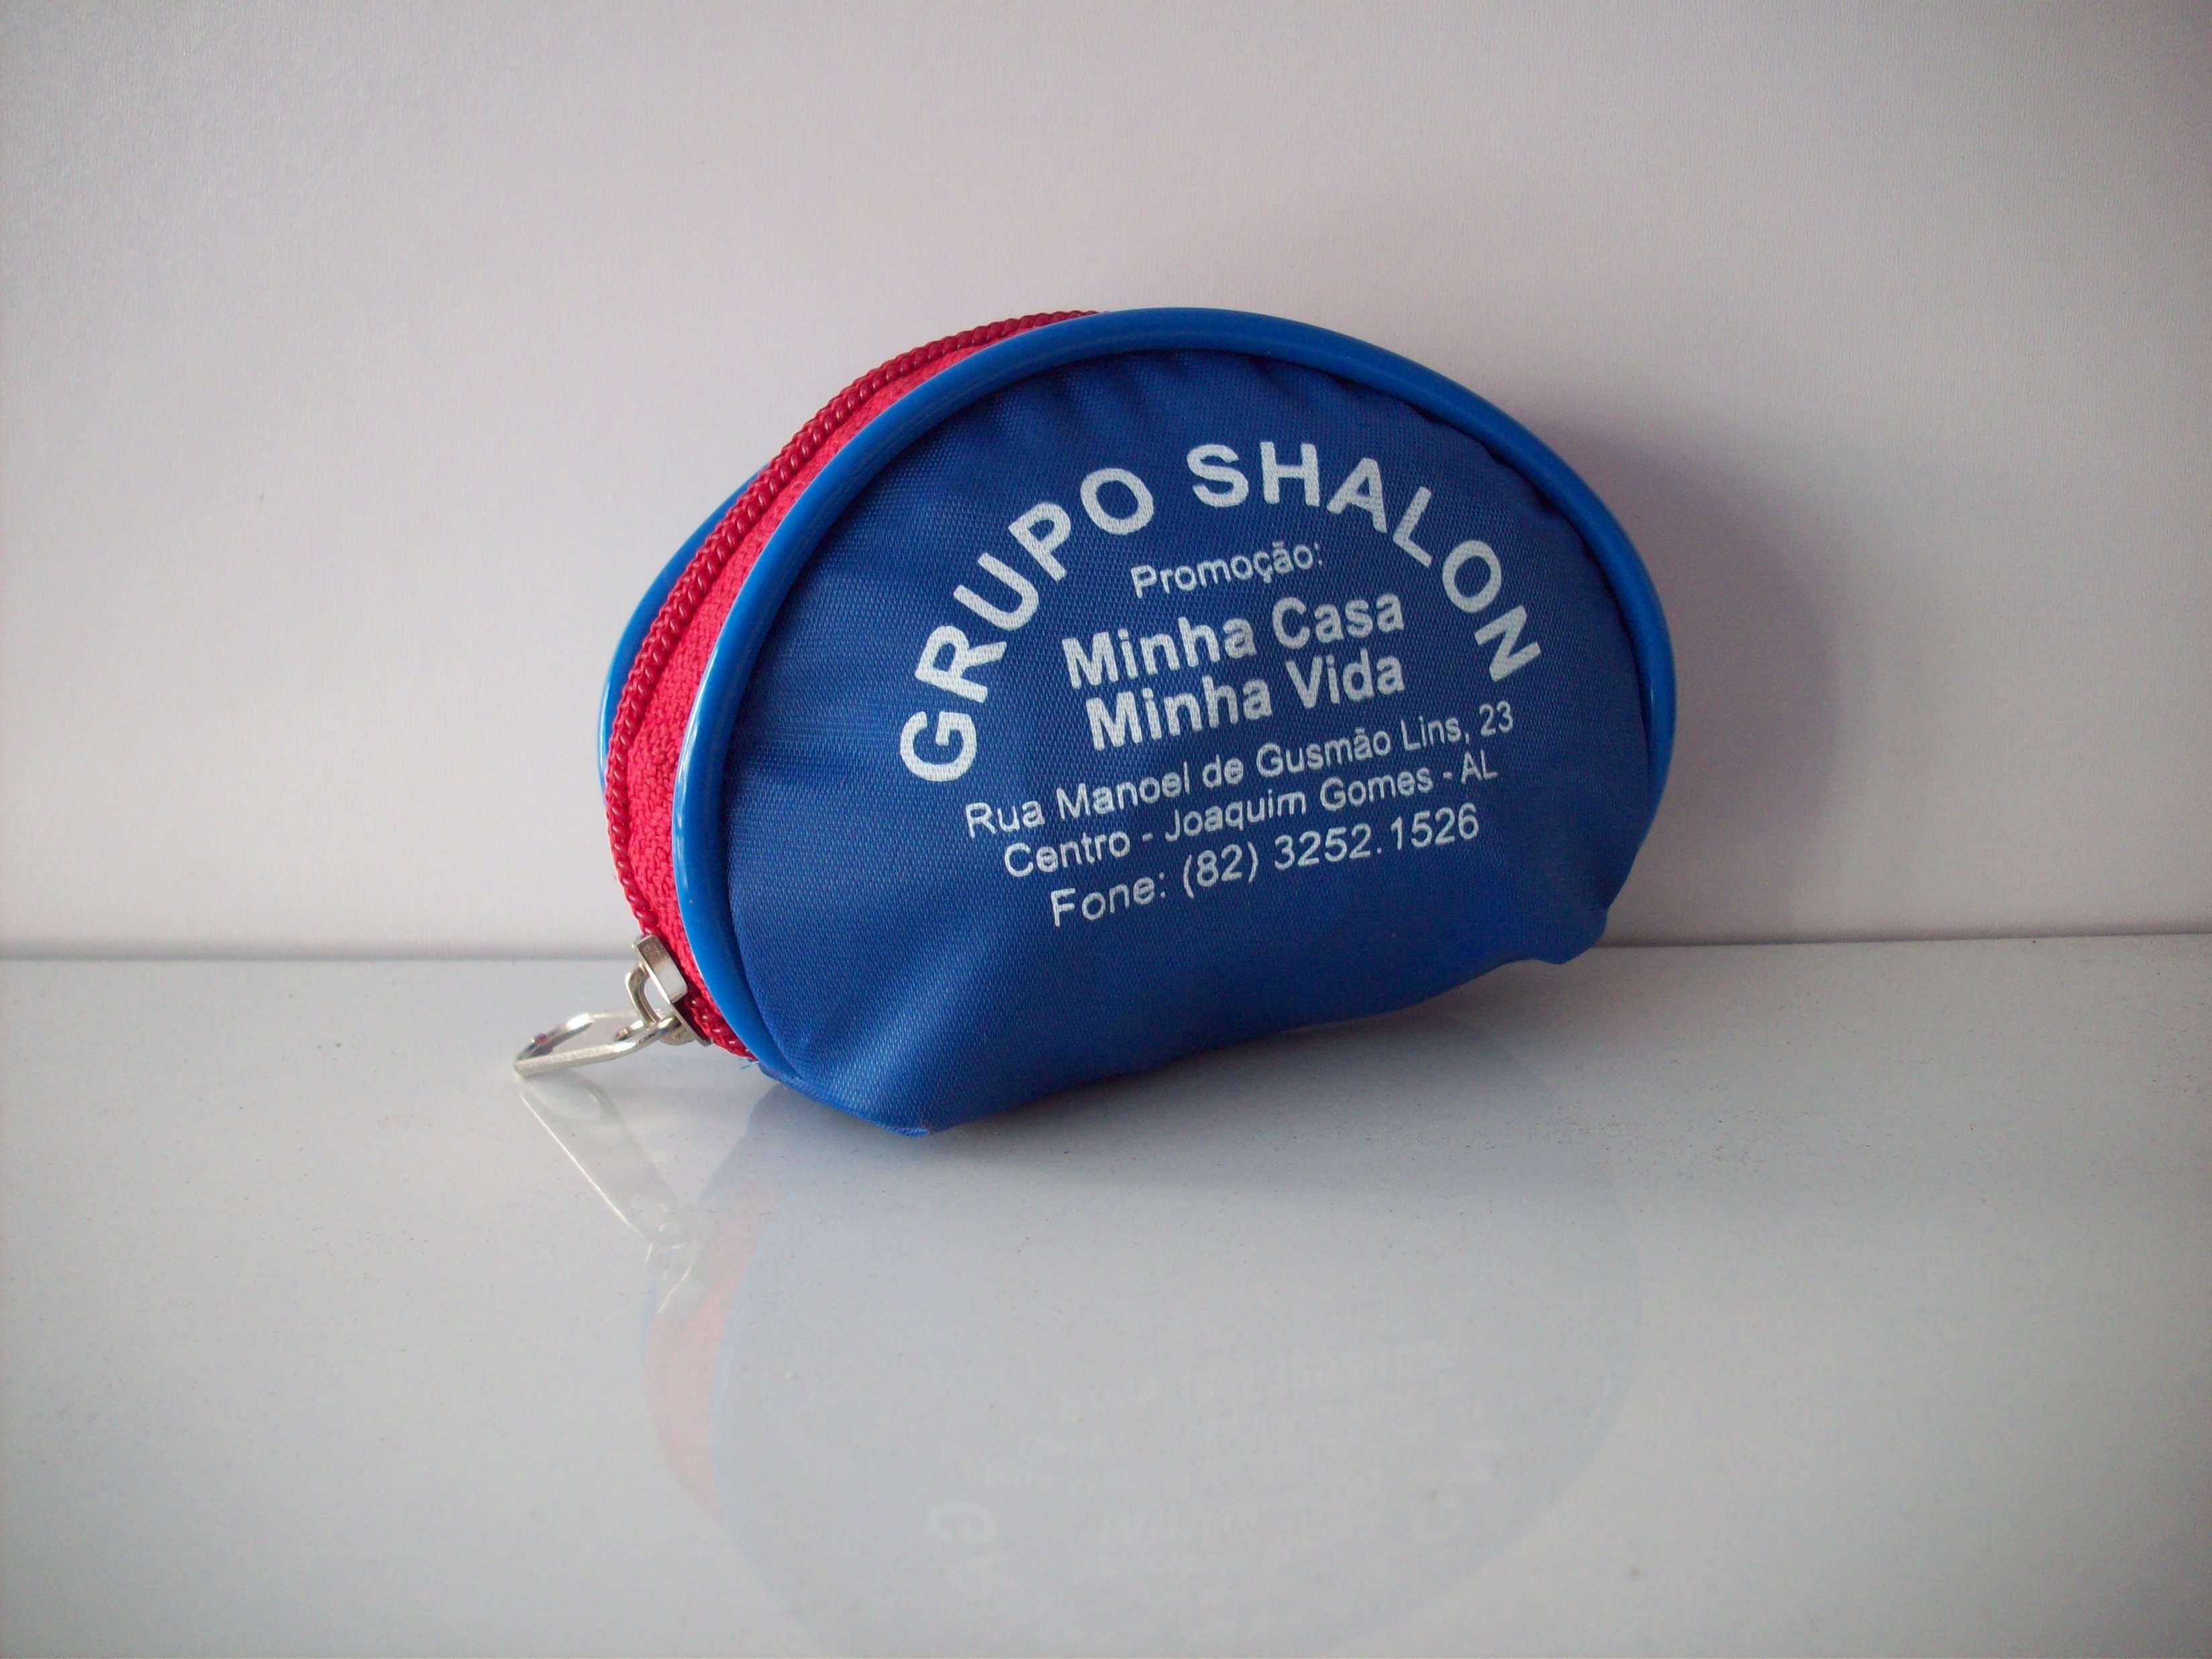 GRUPO SHALON
Promoção:
Minha Casa
Minha Vida
Rua Manoel de Gusmão Lins, 23
Centro - Joaquim Gomes - AL
Fone: (82) 3252.1526